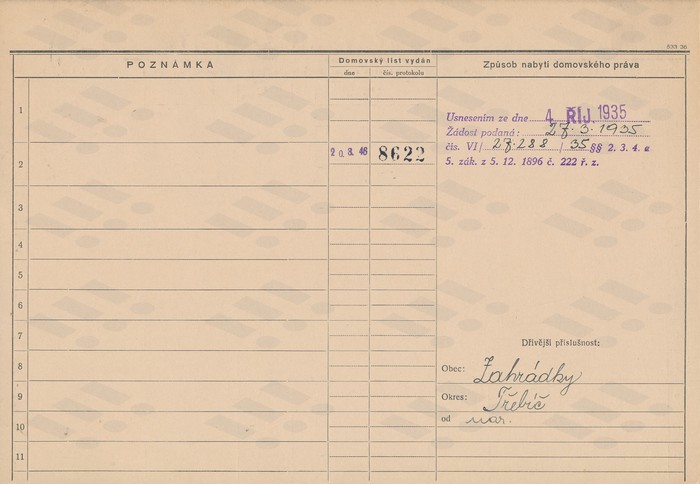 533 36
POZNÁMKA
Domovský list vydán
dne
čís. protokolu
Způsob nabytí domovského práva
1
2
3
4
5
6
7
8
9
10
11
8622
Usnesením ze dne 4. ŘÍJ. 1935
Žádost podaná: 27.3.1935
čís. VI/ 27.288 / 35 §§ 2. 3. 4. a
5. zák. z 5. 12. 1896 č. 222 ř. z.
Dřívější příslušnost:
Obec: Zahrádky
Okres: Třebíč
od nar.